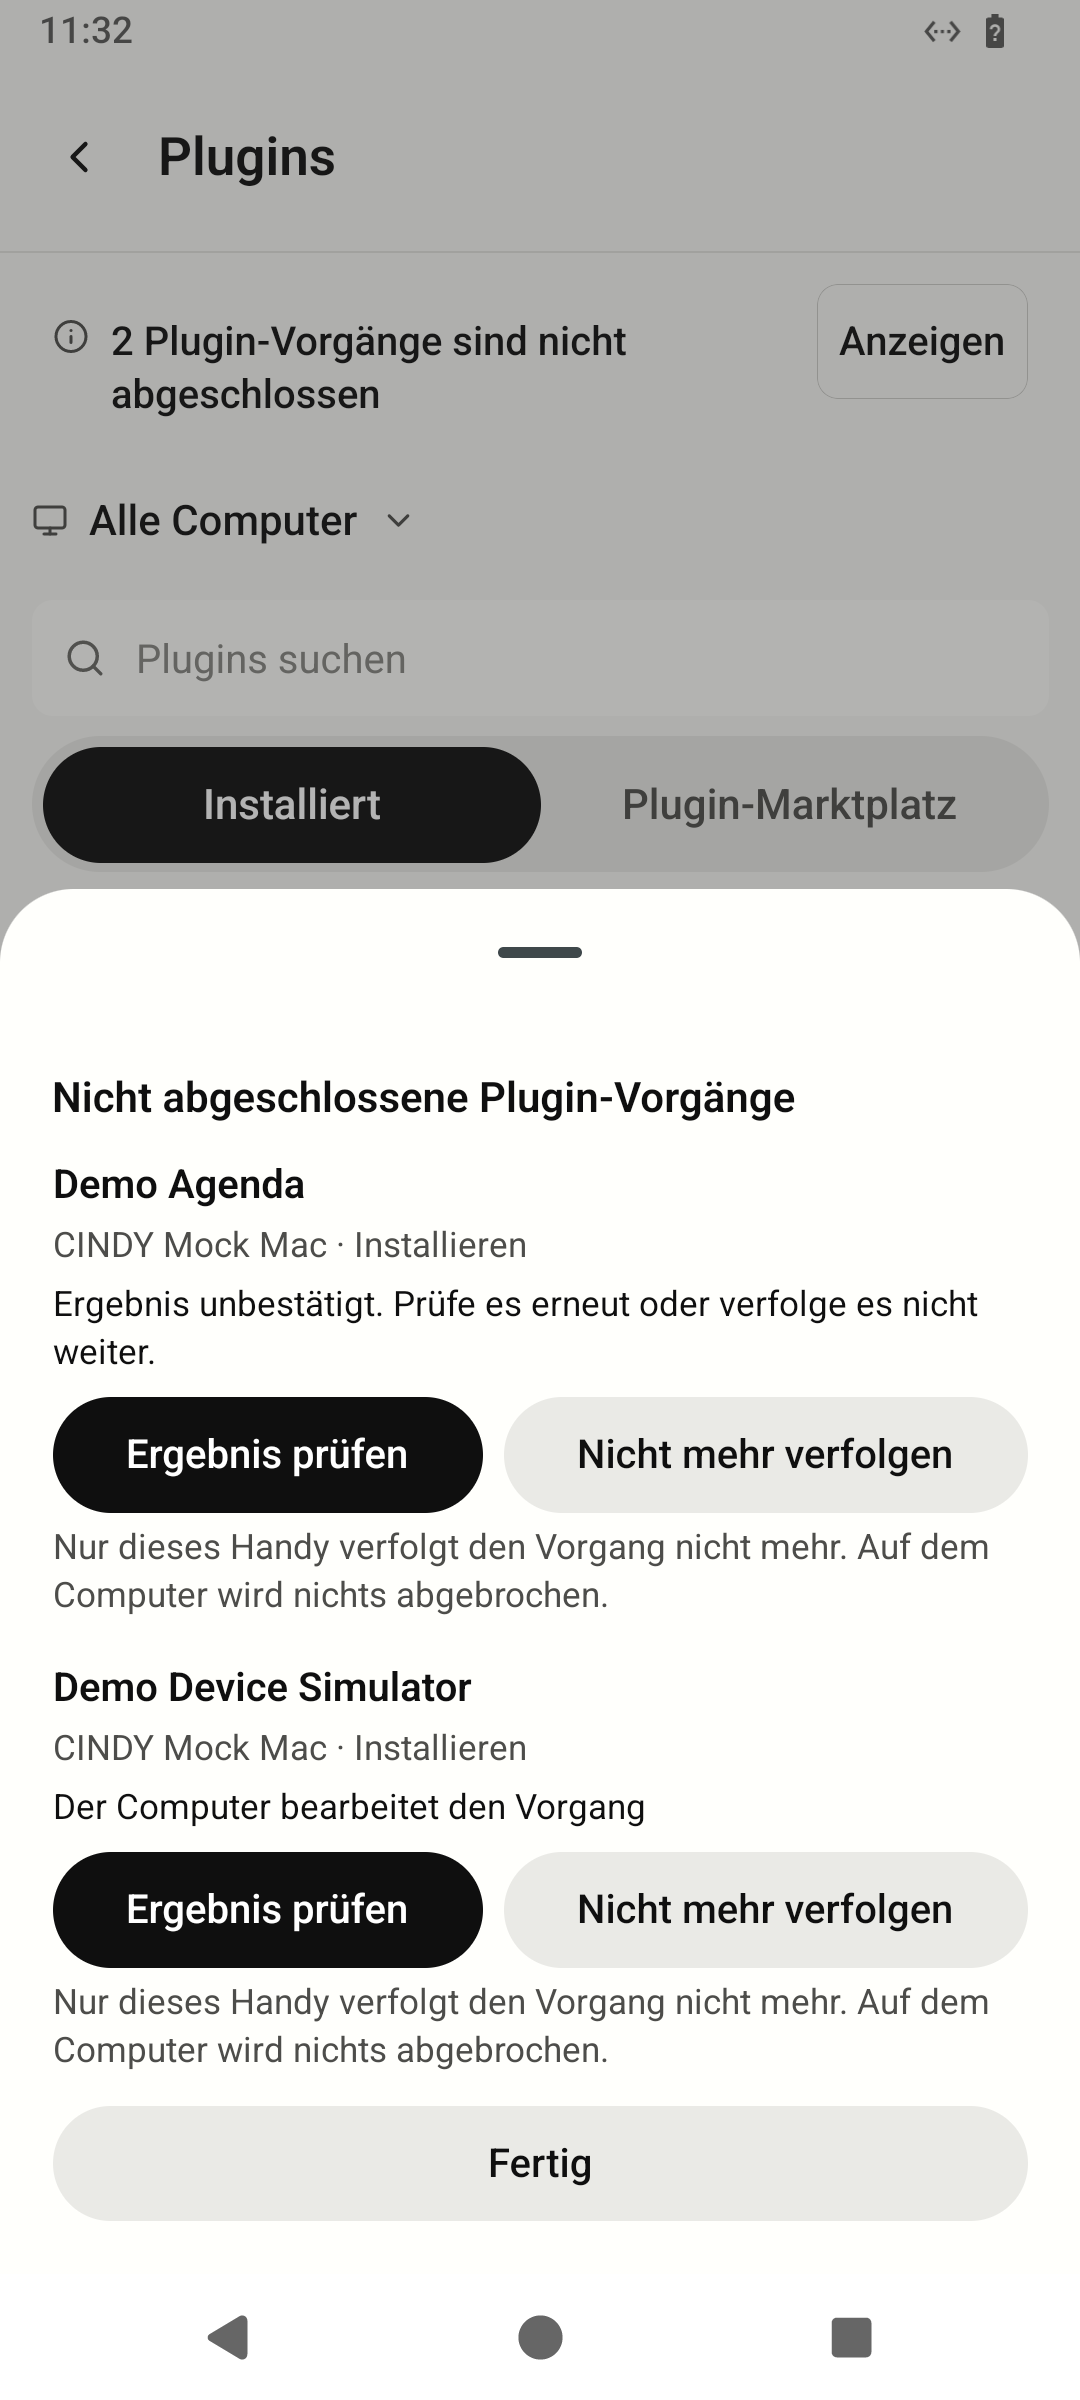 11:32
Plugins
2 Plugin-Vorgänge sind nicht
abgeschlossen
Anzeigen
Alle Computer
Plugins suchen
Installiert
Plugin-Marktplatz
Nicht abgeschlossene Plugin-Vorgänge
Demo Agenda
CINDY Mock Mac · Installieren
Ergebnis unbestätigt. Prüfe es erneut oder verfolge es nicht
weiter.
Ergebnis prüfen
Nicht mehr verfolgen
Nur dieses Handy verfolgt den Vorgang nicht mehr. Auf dem
Computer wird nichts abgebrochen.
Demo Device Simulator
CINDY Mock Mac · Installieren
Der Computer bearbeitet den Vorgang
Ergebnis prüfen
Nicht mehr verfolgen
Nur dieses Handy verfolgt den Vorgang nicht mehr. Auf dem
Computer wird nichts abgebrochen.
Fertig